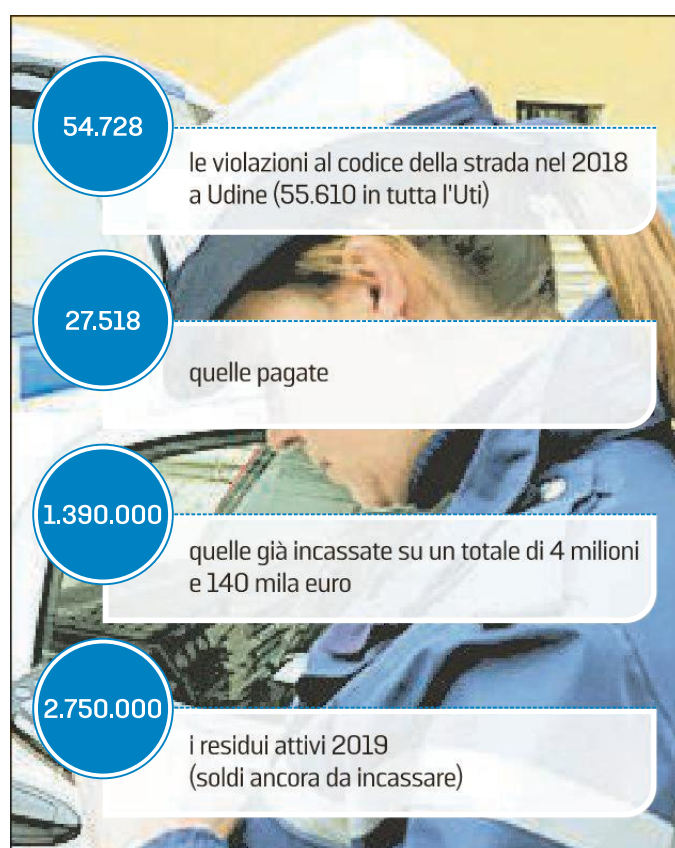 54.728
le violazioni al codice della strada nel 2018
a Udine (55.610 in tutta l'Uti)
27.518
quelle pagate
1.390.000
quelle già incassate su un totale di 4 milioni
e 140 mila euro
2.750.000
i residui attivi 2019
(soldi ancora da incassare)